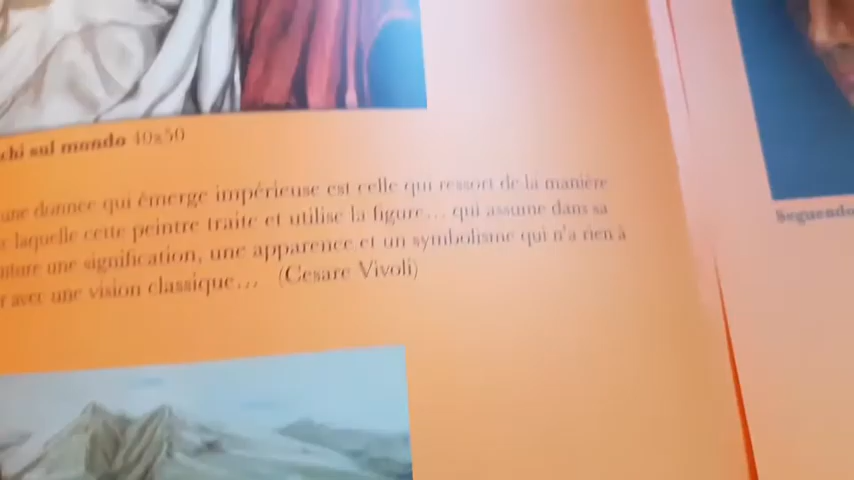 chi sul mondo 40x50
une donnee qui émerge impérieuse est celle qui ressort de la manière
laquelle cette peintre traite et utilise la figure... qui assume dans sa
une signification, une apparence et un symbolisme qui n'a rien à
avec une vision classique... (Cesare Vivoli)
Seguendo